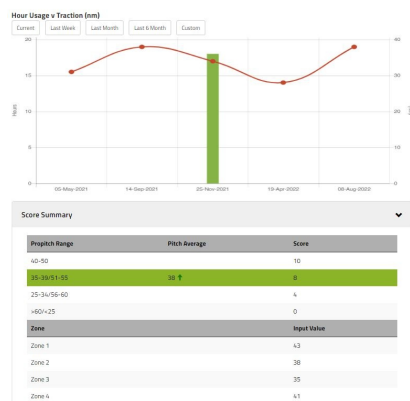 Hour Usage v Traction (nm)
Current Last Week Last Month Last 6 Month Custom
20 40
15 30
10 20
5 10
0 0
Hours
05-May-2021 14-Sep-2021 25-Nov-2021 19-Apr-2022 08-Aug-2022
Score Summary
Propitch Range Pitch Average Score
40-50 10
35-39/51-55 38 ↑ 8
25-34/56-60 4
>60/<25 0
Zone Input Value
Zone 1 43
Zone 2 38
Zone 3 35
Zone 4 41